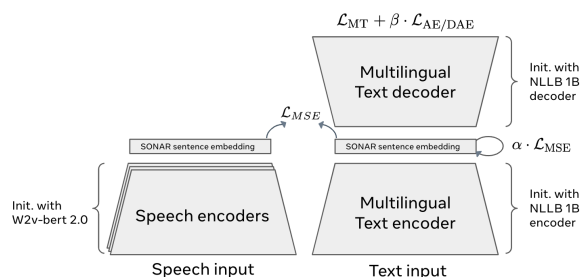 ℒ_MT + β · ℒ_AE/DAE
Multilingual
Text decoder
Init. with
NLLB 1B
decoder
ℒ_MSE
SONAR sentence embedding
SONAR sentence embedding
α · ℒ_MSE
Init. with
W2v-bert 2.0
Speech encoders
Multilingual
Text encoder
Init. with
NLLB 1B
encoder
Speech input
Text input